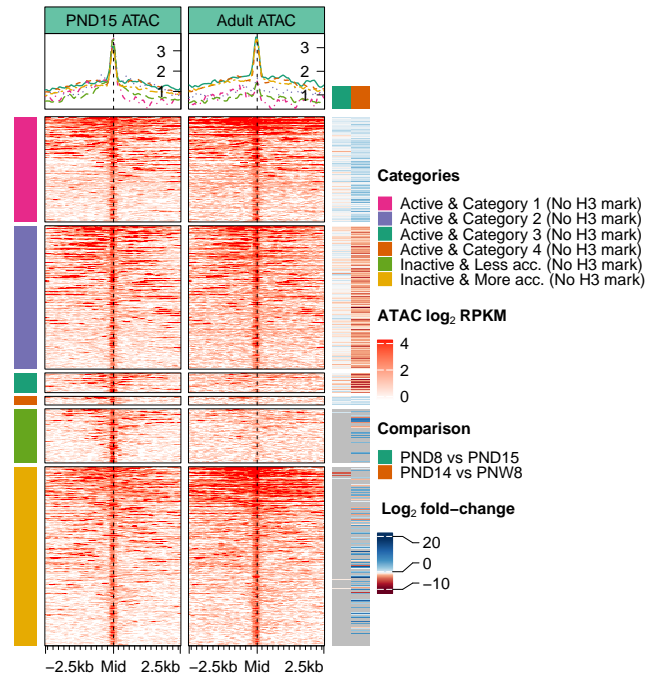 PND15 ATAC
Adult ATAC
3
2
1
3
2
1
Categories
Active & Category 1 (No H3 mark)
Active & Category 2 (No H3 mark)
Active & Category 3 (No H3 mark)
Active & Category 4 (No H3 mark)
Inactive & Less acc. (No H3 mark)
Inactive & More acc. (No H3 mark)
ATAC log₂ RPKM
4
2
0
Comparison
PND8 vs PND15
PND14 vs PNW8
Log₂ fold−change
20
0
−10
−2.5kb Mid 2.5kb
−2.5kb Mid 2.5kb